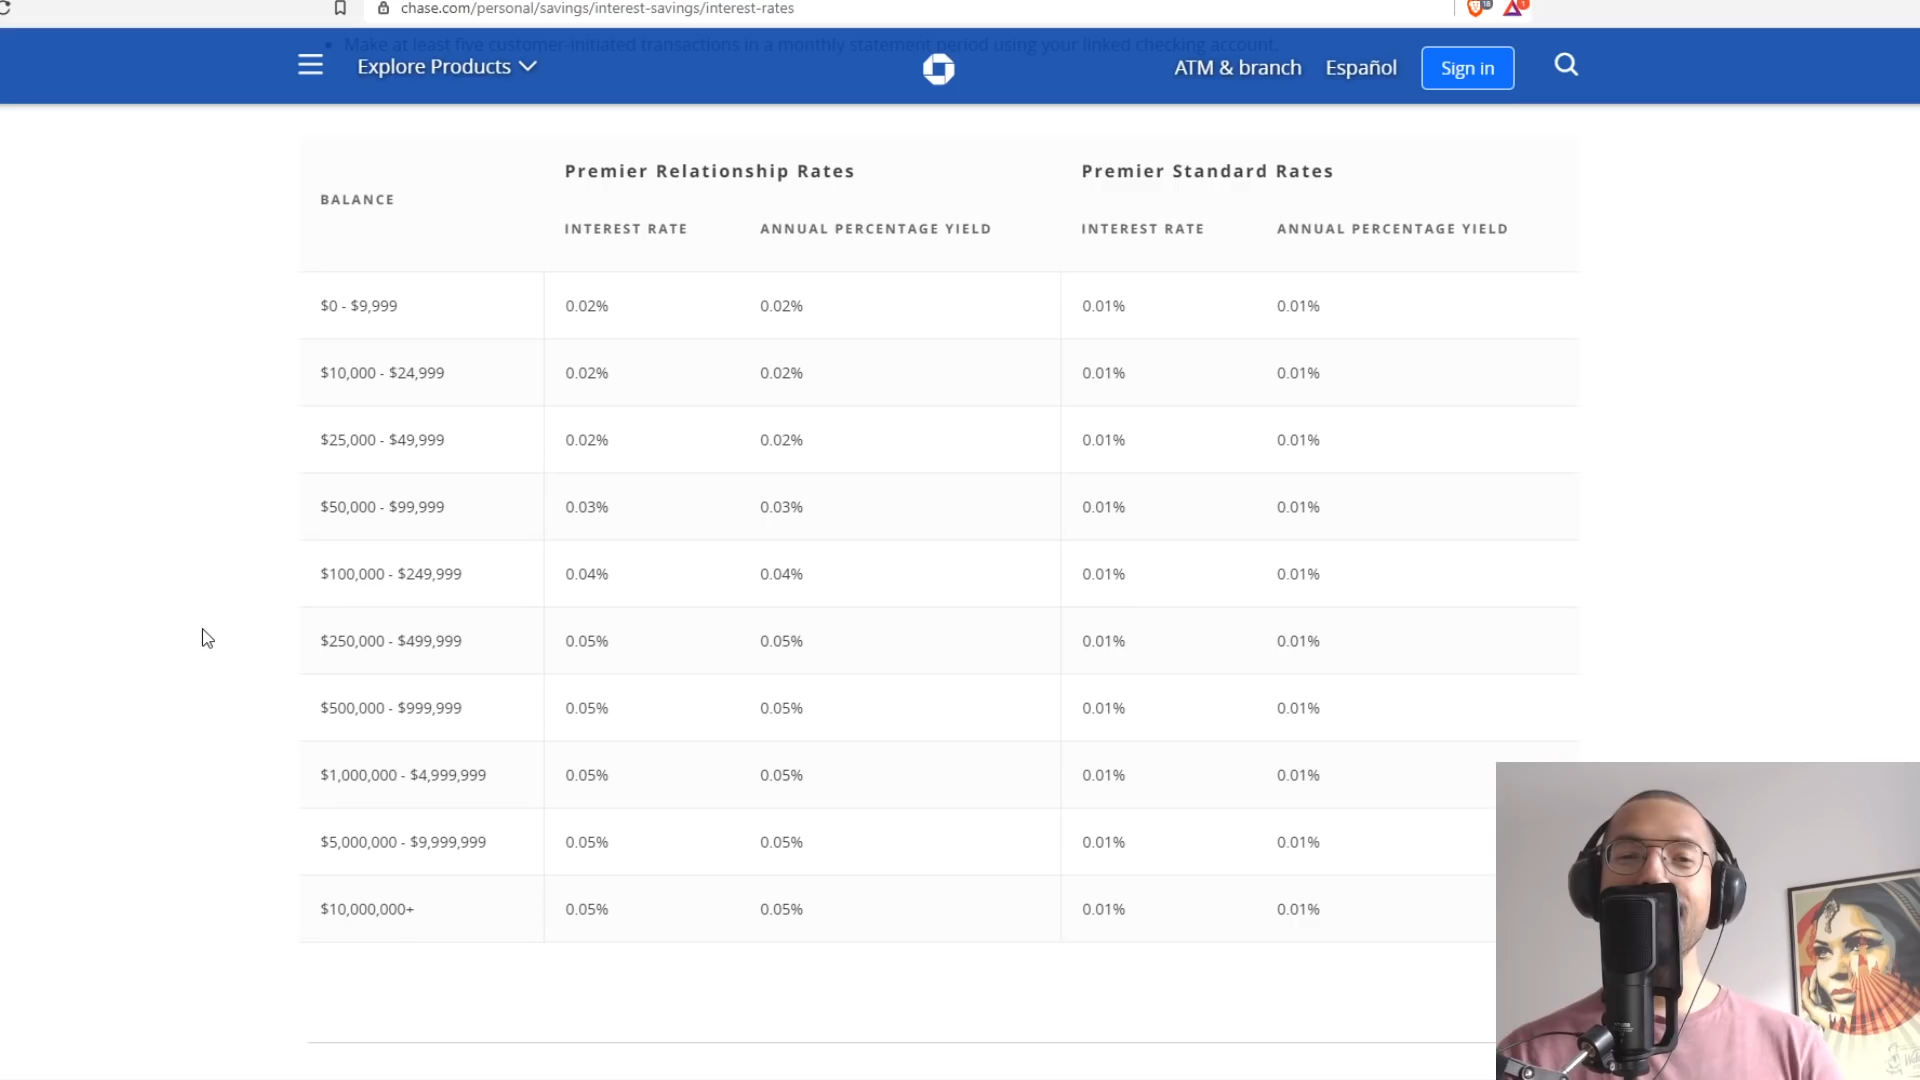 chase.com/personal/savings/interest-savings/interest-rates
18
1
Make at least five customer-initiated transactions in a monthly statement period using your linked checking account.
Explore Products
ATM & branch
Español
Sign in
Premier Relationship Rates
Premier Standard Rates
BALANCE
INTEREST RATE ANNUAL PERCENTAGE YIELD INTEREST RATE ANNUAL PERCENTAGE YIELD
$0 - $9,999 0.02% 0.02% 0.01% 0.01%
$10,000 - $24,999 0.02% 0.02% 0.01% 0.01%
$25,000 - $49,999 0.02% 0.02% 0.01% 0.01%
$50,000 - $99,999 0.03% 0.03% 0.01% 0.01%
$100,000 - $249,999 0.04% 0.04% 0.01% 0.01%
$250,000 - $499,999 0.05% 0.05% 0.01% 0.01%
$500,000 - $999,999 0.05% 0.05% 0.01% 0.01%
$1,000,000 - $4,999,999 0.05% 0.05% 0.01% 0.01%
$5,000,000 - $9,999,999 0.05% 0.05% 0.01% 0.01%
$10,000,000+ 0.05% 0.05% 0.01% 0.01%